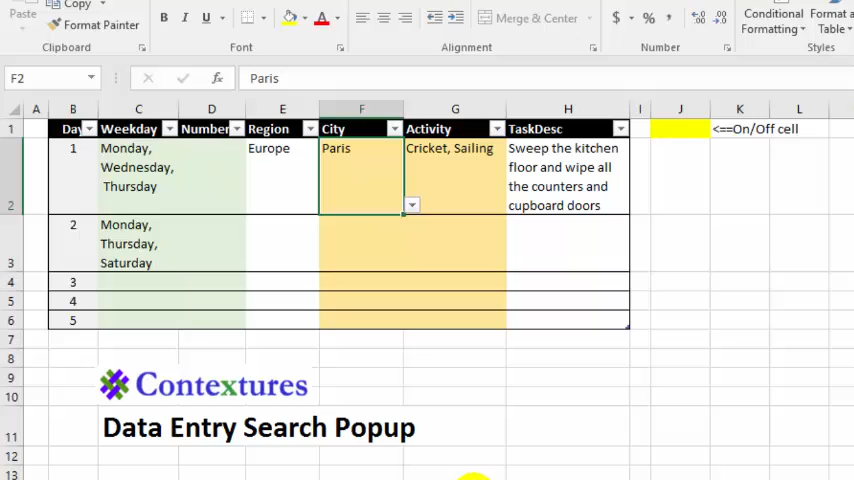 Copy
Paste
Format Painter
B I U
A
Merge & Center
$ % .00
Conditional Format a
Formatting Table
Clipboard Font Alignment Number Styles
F2 fx Paris
A B C D E F G H I J K L
1 Day Weekday Number Region City Activity TaskDesc <==On/Off cell
1 Monday, Europe Paris Cricket, Sailing Sweep the kitchen
Wednesday, floor and wipe all
Thursday the counters and
2 cupboard doors
2 Monday,
Thursday,
3 Saturday
4 3
5 4
6 5
7
8
9 Contextures
10
11 Data Entry Search Popup
12
13